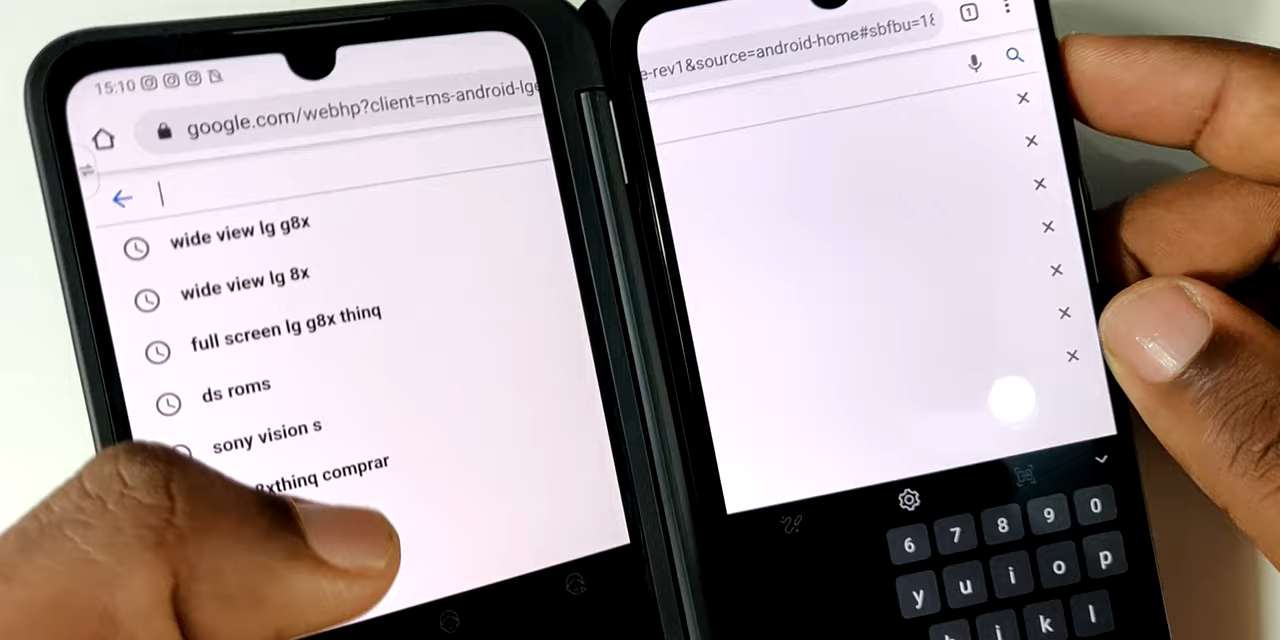 15:10
google.com/webhp?client=ms-android-lge
e-rev1&source=android-home#sbfbu=1&
1
wide view lg g8x
wide view lg 8x
full screen lg g8x thinq
ds roms
sony vision s
8xthinq comprar
6 7 8 9 0
y u i o p
j k l